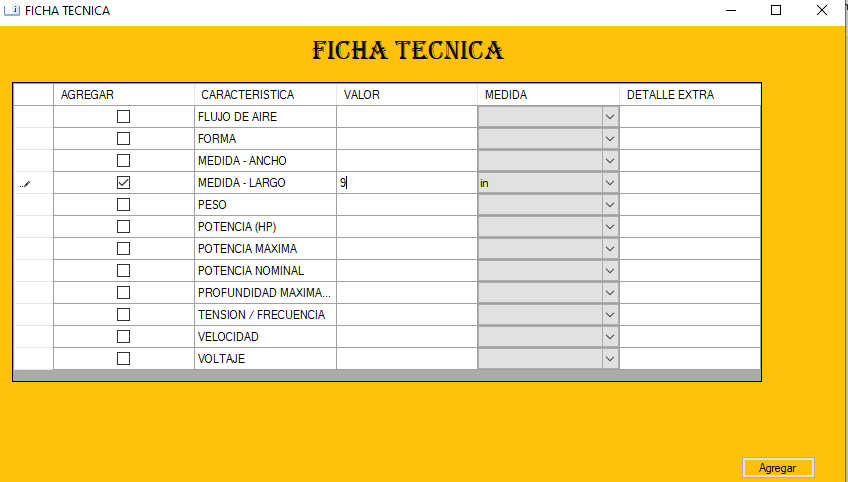 FICHA TECNICA
FICHA TECNICA
AGREGAR CARACTERISTICA VALOR MEDIDA DETALLE EXTRA
FLUJO DE AIRE
FORMA
MEDIDA - ANCHO
MEDIDA - LARGO 9 in
PESO
POTENCIA (HP)
POTENCIA MAXIMA
POTENCIA NOMINAL
PROFUNDIDAD MAXIMA...
TENSION / FRECUENCIA
VELOCIDAD
VOLTAJE
Agregar